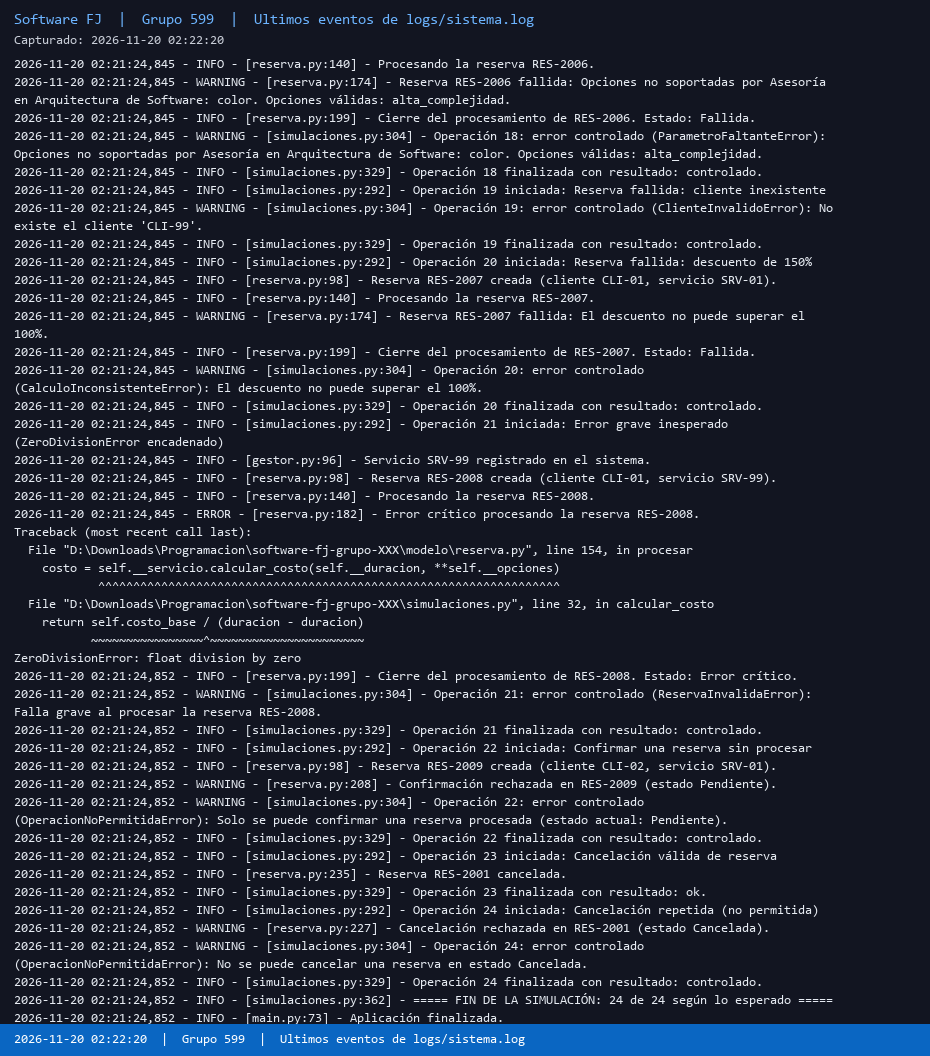 Software FJ  |  Grupo 599  |  Ultimos eventos de logs/sistema.log
Capturado: 2026-11-20 02:22:20
2026-11-20 02:21:24,845 - INFO - [reserva.py:140] - Procesando la reserva RES-2006.
2026-11-20 02:21:24,845 - WARNING - [reserva.py:174] - Reserva RES-2006 fallida: Opciones no soportadas por Asesoría
en Arquitectura de Software: color. Opciones válidas: alta_complejidad.
2026-11-20 02:21:24,845 - INFO - [reserva.py:199] - Cierre del procesamiento de RES-2006. Estado: Fallida.
2026-11-20 02:21:24,845 - WARNING - [simulaciones.py:304] - Operación 18: error controlado (ParametroFaltanteError):
Opciones no soportadas por Asesoría en Arquitectura de Software: color. Opciones válidas: alta_complejidad.
2026-11-20 02:21:24,845 - INFO - [simulaciones.py:329] - Operación 18 finalizada con resultado: controlado.
2026-11-20 02:21:24,845 - INFO - [simulaciones.py:292] - Operación 19 iniciada: Reserva fallida: cliente inexistente
2026-11-20 02:21:24,845 - WARNING - [simulaciones.py:304] - Operación 19: error controlado (ClienteInvalidoError): No
existe el cliente 'CLI-99'.
2026-11-20 02:21:24,845 - INFO - [simulaciones.py:329] - Operación 19 finalizada con resultado: controlado.
2026-11-20 02:21:24,845 - INFO - [simulaciones.py:292] - Operación 20 iniciada: Reserva fallida: descuento de 150%
2026-11-20 02:21:24,845 - INFO - [reserva.py:98] - Reserva RES-2007 creada (cliente CLI-01, servicio SRV-01).
2026-11-20 02:21:24,845 - INFO - [reserva.py:140] - Procesando la reserva RES-2007.
2026-11-20 02:21:24,845 - WARNING - [reserva.py:174] - Reserva RES-2007 fallida: El descuento no puede superar el
100%.
2026-11-20 02:21:24,845 - INFO - [reserva.py:199] - Cierre del procesamiento de RES-2007. Estado: Fallida.
2026-11-20 02:21:24,845 - WARNING - [simulaciones.py:304] - Operación 20: error controlado
(CalculoInconsistenteError): El descuento no puede superar el 100%.
2026-11-20 02:21:24,845 - INFO - [simulaciones.py:329] - Operación 20 finalizada con resultado: controlado.
2026-11-20 02:21:24,845 - INFO - [simulaciones.py:292] - Operación 21 iniciada: Error grave inesperado
(ZeroDivisionError encadenado)
2026-11-20 02:21:24,845 - INFO - [gestor.py:96] - Servicio SRV-99 registrado en el sistema.
2026-11-20 02:21:24,845 - INFO - [reserva.py:98] - Reserva RES-2008 creada (cliente CLI-01, servicio SRV-99).
2026-11-20 02:21:24,845 - INFO - [reserva.py:140] - Procesando la reserva RES-2008.
2026-11-20 02:21:24,845 - ERROR - [reserva.py:182] - Error crítico procesando la reserva RES-2008.
Traceback (most recent call last):
  File "D:\Downloads\Programacion\software-fj-grupo-XXX\modelo\reserva.py", line 154, in procesar
    costo = self.__servicio.calcular_costo(self.__duracion, **self.__opciones)
            ^^^^^^^^^^^^^^^^^^^^^^^^^^^^^^^^^^^^^^^^^^^^^^^^^^^^^^^^^^^^^^^^^^
  File "D:\Downloads\Programacion\software-fj-grupo-XXX\simulaciones.py", line 32, in calcular_costo
    return self.costo_base / (duracion - duracion)
           ~~~~~~~~~~~~~~~~^~~~~~~~~~~~~~~~~~~~~~~
ZeroDivisionError: float division by zero
2026-11-20 02:21:24,852 - INFO - [reserva.py:199] - Cierre del procesamiento de RES-2008. Estado: Error crítico.
2026-11-20 02:21:24,852 - WARNING - [simulaciones.py:304] - Operación 21: error controlado (ReservaInvalidaError):
Falla grave al procesar la reserva RES-2008.
2026-11-20 02:21:24,852 - INFO - [simulaciones.py:329] - Operación 21 finalizada con resultado: controlado.
2026-11-20 02:21:24,852 - INFO - [simulaciones.py:292] - Operación 22 iniciada: Confirmar una reserva sin procesar
2026-11-20 02:21:24,852 - INFO - [reserva.py:98] - Reserva RES-2009 creada (cliente CLI-02, servicio SRV-01).
2026-11-20 02:21:24,852 - WARNING - [reserva.py:208] - Confirmación rechazada en RES-2009 (estado Pendiente).
2026-11-20 02:21:24,852 - WARNING - [simulaciones.py:304] - Operación 22: error controlado
(OperacionNoPermitidaError): Solo se puede confirmar una reserva procesada (estado actual: Pendiente).
2026-11-20 02:21:24,852 - INFO - [simulaciones.py:329] - Operación 22 finalizada con resultado: controlado.
2026-11-20 02:21:24,852 - INFO - [simulaciones.py:292] - Operación 23 iniciada: Cancelación válida de reserva
2026-11-20 02:21:24,852 - INFO - [reserva.py:235] - Reserva RES-2001 cancelada.
2026-11-20 02:21:24,852 - INFO - [simulaciones.py:329] - Operación 23 finalizada con resultado: ok.
2026-11-20 02:21:24,852 - INFO - [simulaciones.py:292] - Operación 24 iniciada: Cancelación repetida (no permitida)
2026-11-20 02:21:24,852 - WARNING - [reserva.py:227] - Cancelación rechazada en RES-2001 (estado Cancelada).
2026-11-20 02:21:24,852 - WARNING - [simulaciones.py:304] - Operación 24: error controlado
(OperacionNoPermitidaError): No se puede cancelar una reserva en estado Cancelada.
2026-11-20 02:21:24,852 - INFO - [simulaciones.py:329] - Operación 24 finalizada con resultado: controlado.
2026-11-20 02:21:24,852 - INFO - [simulaciones.py:362] - ===== FIN DE LA SIMULACIÓN: 24 de 24 según lo esperado =====
2026-11-20 02:21:24,852 - INFO - [main.py:73] - Aplicación finalizada.
2026-11-20 02:22:20  |  Grupo 599  |  Ultimos eventos de logs/sistema.log